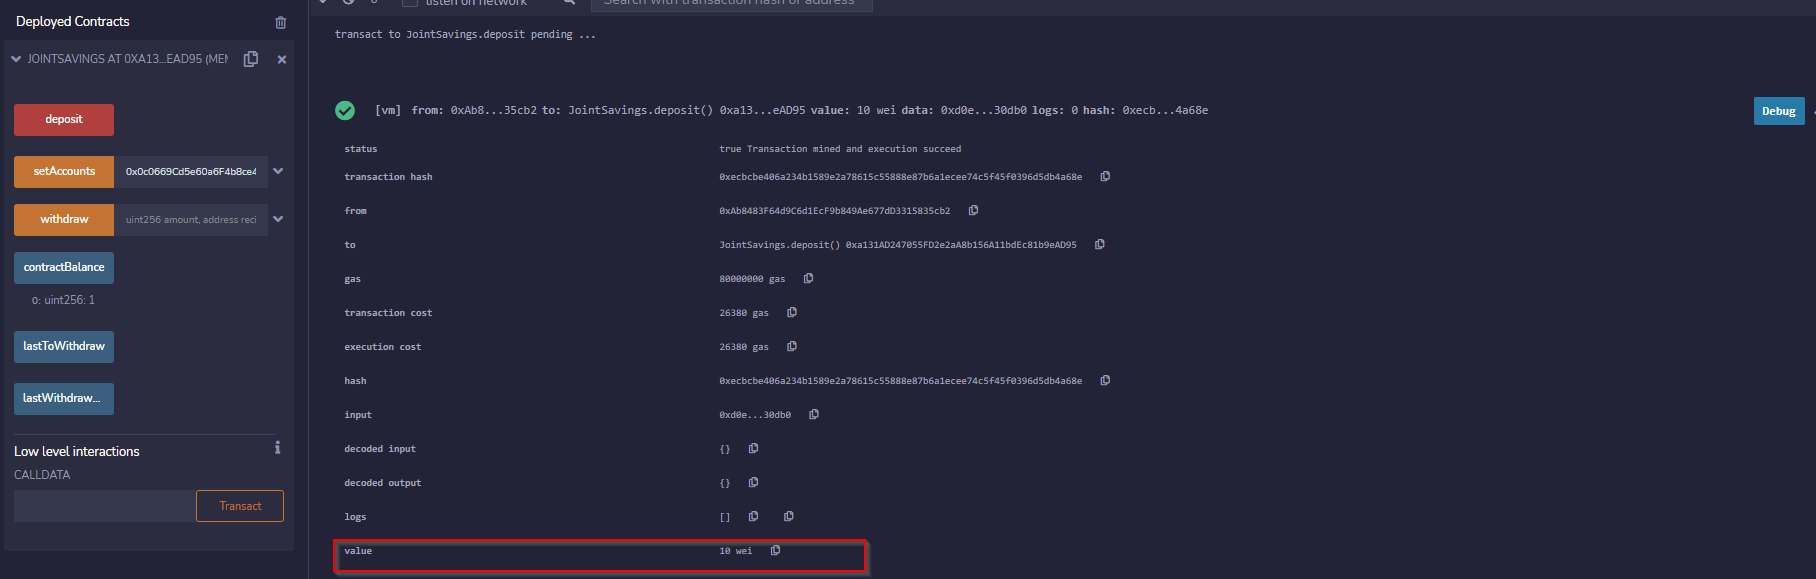 Deployed Contracts
JOINTSAVINGS AT 0XA13...EAD95 (MEM
deposit
setAccounts 0x0c0669Cd5e60a6F4b8ce4
withdraw uint256 amount, address reci
contractBalance
0: uint256: 1
lastToWithdraw
lastWithdraw...
Low level interactions
CALLDATA
Transact
0 listen on network Search with transaction hash or address
transact to JointSavings.deposit pending ...
[vm] from: 0xAb8...35cb2 to: JointSavings.deposit() 0xa13...eAD95 value: 10 wei data: 0xd0e...30db0 logs: 0 hash: 0xecb...4a68e Debug
status true Transaction mined and execution succeed
transaction hash 0xecbcbe406a234b1589e2a78615c55888e87b6a1ecee74c5f45f0396d5db4a68e
from 0xAb8483F64d9C6d1EcF9b849Ae677dD3315835cb2
to JointSavings.deposit() 0xa131AD247055FD2e2aA8b156A11bdEc81b9eAD95
gas 80000000 gas
transaction cost 26380 gas
execution cost 26380 gas
hash 0xecbcbe406a234b1589e2a78615c55888e87b6a1ecee74c5f45f0396d5db4a68e
input 0xd0e...30db0
decoded input {}
decoded output {}
logs []
value 10 wei